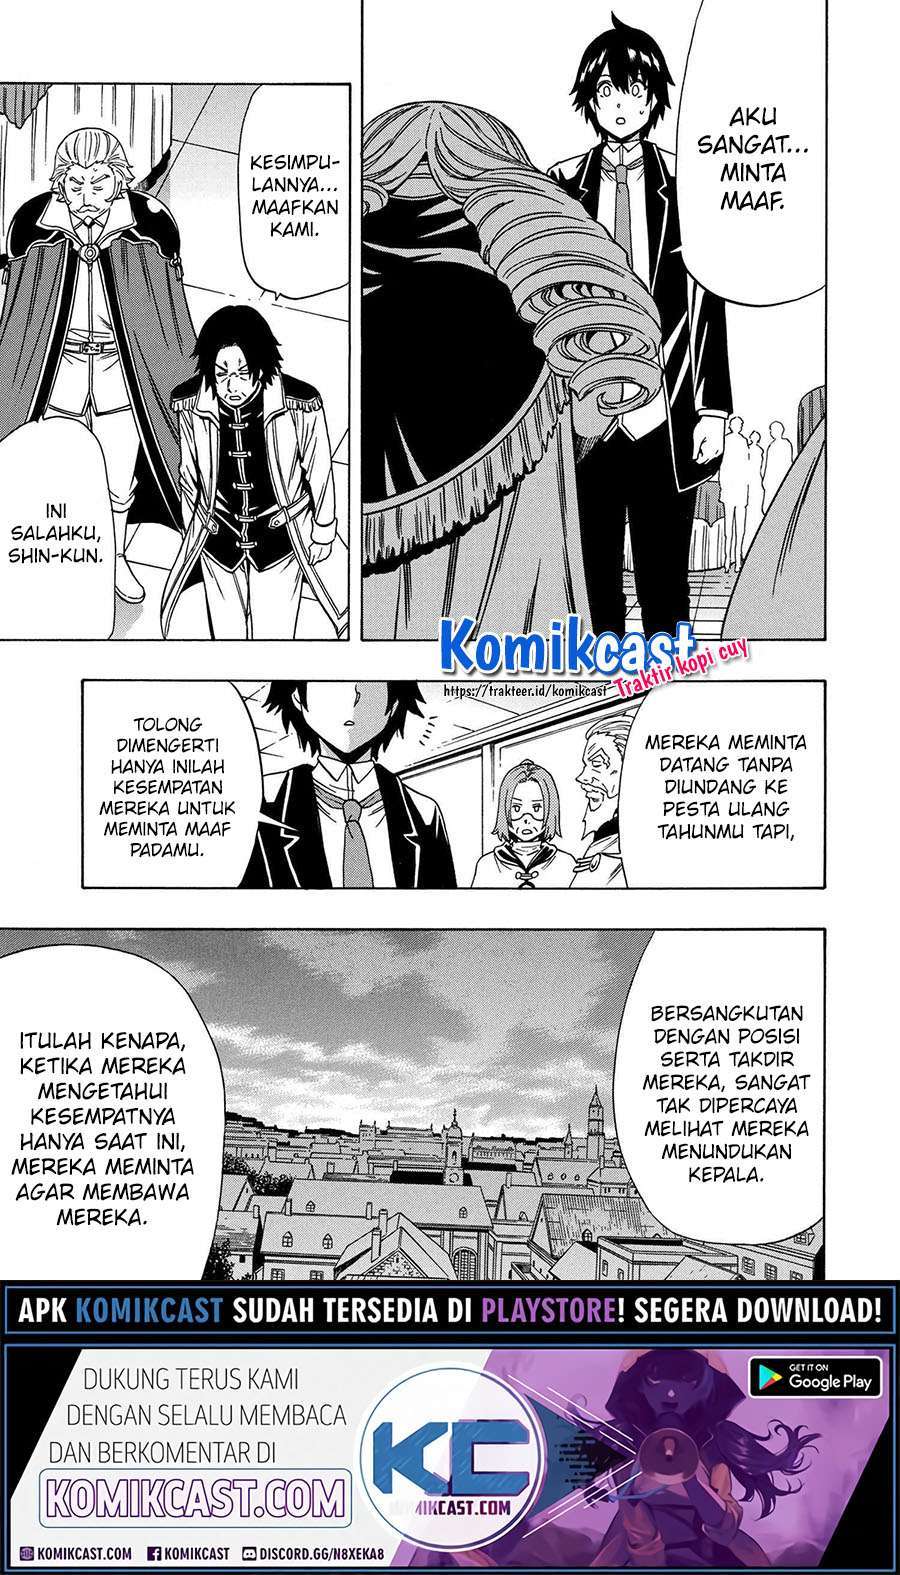 AKU
SANGAT...
MINTA
MAAF.
KESIMPU-
LANNYA...
MAAFKAN
KAMI.
INI
SALAHKU,
SHIN-KUN.
Komikcast
https://trakteer.id/komikcast
Traktir kopi cuy
MEREKA MEMINTA
DATANG TANPA
DIUNDANG KE
PESTA ULANG
TAHUNMU TAPI,
TOLONG
DIMENGERTI
HANYA INILAH
KESEMPATAN
MEREKA UNTUK
MEMINTA MAAF
PADAMU.
BERSANGKUTAN
DENGAN POSISI
SERTA TAKDIR
MEREKA, SANGAT
TAK DIPERCAYA
MELIHAT MEREKA
MENUNDUKAN
KEPALA.
ITULAH KENAPA,
KETIKA MEREKA
MENGETAHUI
KESEMPATNYA
HANYA SAAT INI,
MEREKA MEMINTA
AGAR MEMBAWA
MEREKA.
APK KOMIKCAST SUDAH TERSEDIA DI PLAYSTORE! SEGERA DOWNLOAD!
DUKUNG TERUS KAMI
DENGAN SELALU MEMBACA
DAN BERKOMENTAR DI
KOMIKCAST.COM
KOMIKCAST.COM KOMIKCAST DISCORD.GG/N8XEKA8
KC
GET IT ON
Google Play